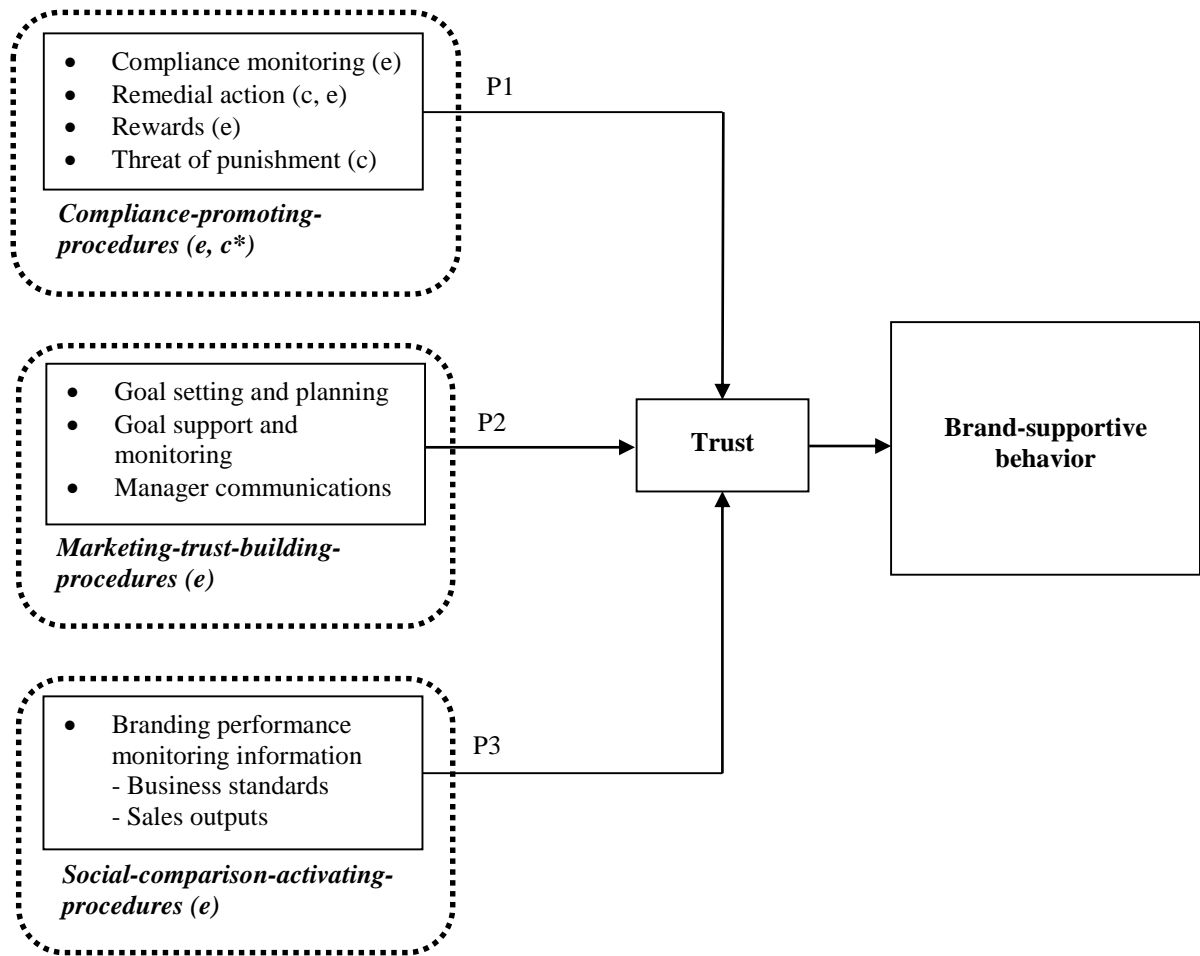 • Compliance monitoring (e)
• Remedial action (c, e)
• Rewards (e)
• Threat of punishment (c)
Compliance-promoting-
procedures (e, c*)
P1
• Goal setting and planning
• Goal support and
monitoring
• Manager communications
Marketing-trust-building-
procedures (e)
P2
• Branding performance
monitoring information
- Business standards
- Sales outputs
Social-comparison-activating-
procedures (e)
P3
Trust
Brand-supportive
behavior